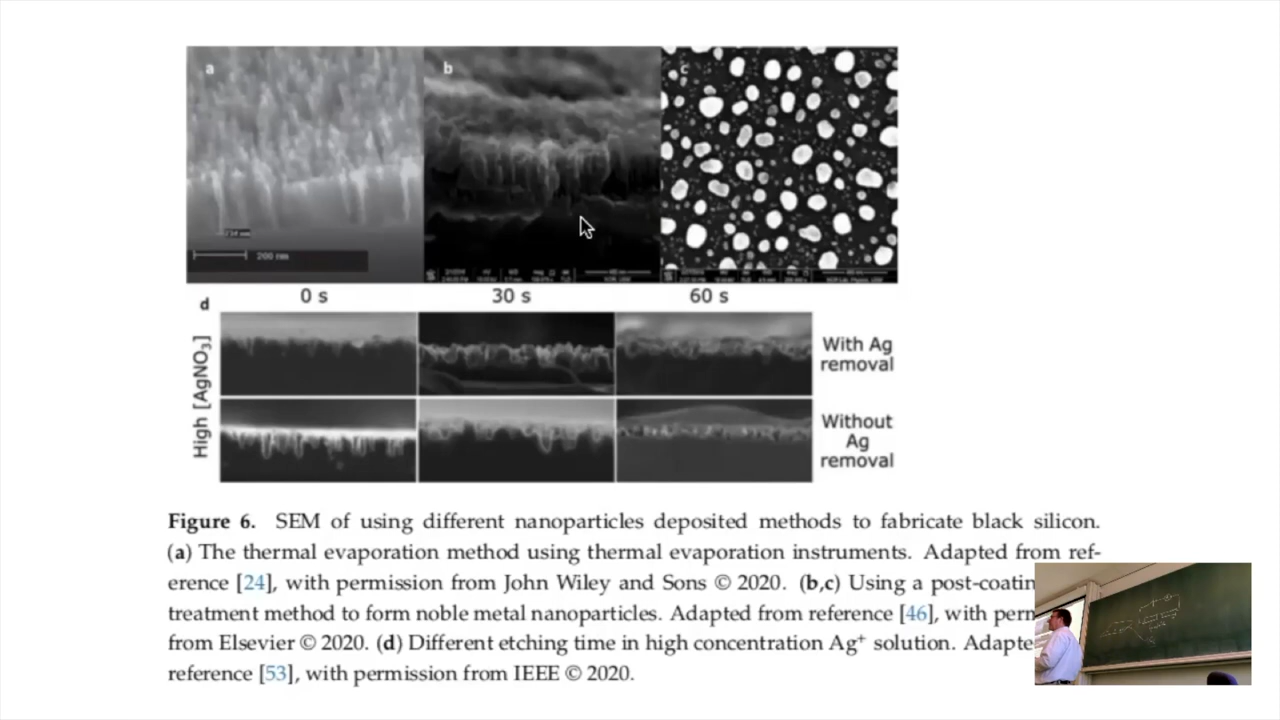 a
b
c
200 nm
0 s
30 s
60 s
d
High [AgNO3]
With Ag
removal
Without
Ag
removal
Figure 6. SEM of using different nanoparticles deposited methods to fabricate black silicon.
(a) The thermal evaporation method using thermal evaporation instruments. Adapted from ref-
erence [24], with permission from John Wiley and Sons © 2020. (b,c) Using a post-coatin
treatment method to form noble metal nanoparticles. Adapted from reference [46], with perm
from Elsevier © 2020. (d) Different etching time in high concentration Ag+ solution. Adapte
reference [53], with permission from IEEE © 2020.